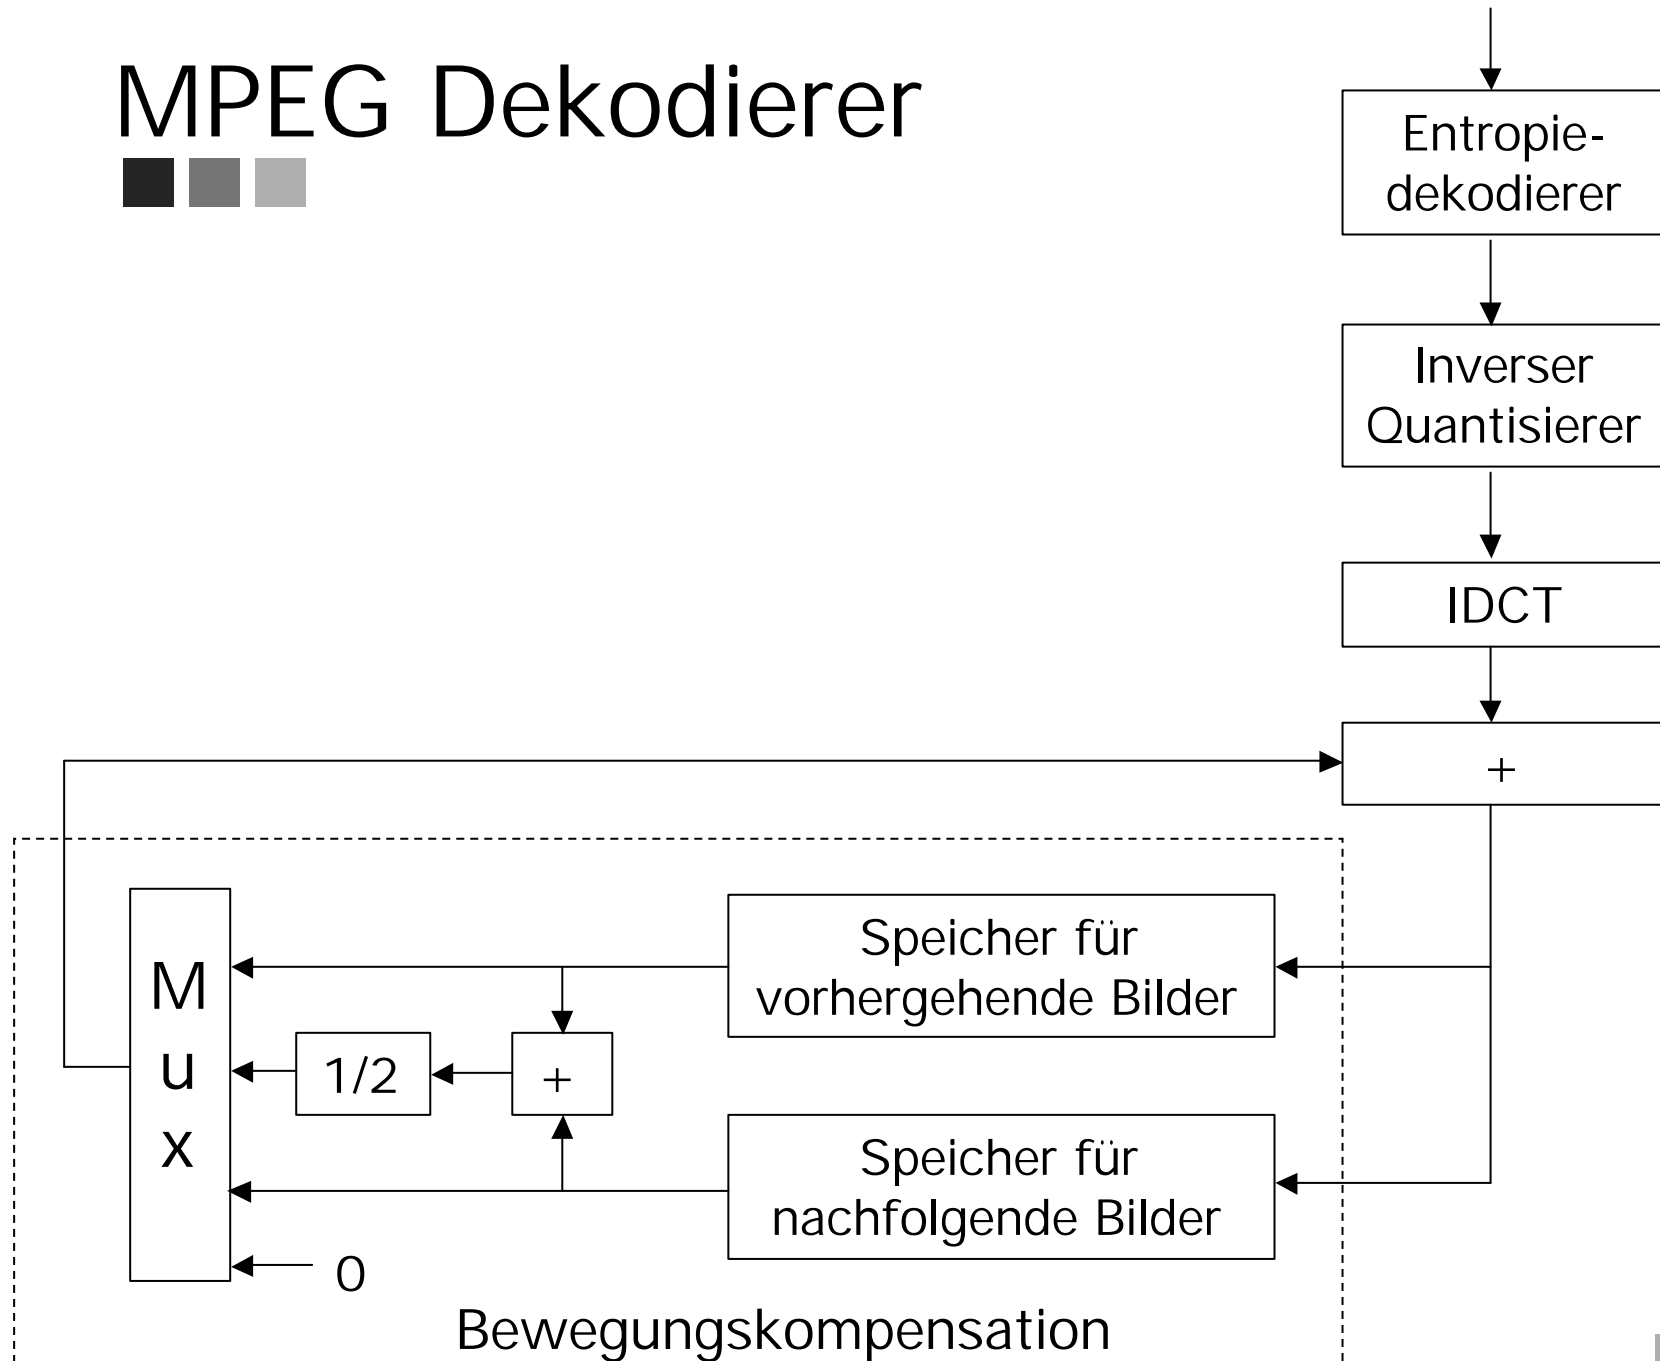 MPEG Dekodierer
Entropie-
dekodierer
Inverser
Quantisierer
IDCT
+
Speicher für
vorhergehende Bilder
M
u
x
1/2
+
Speicher für
nachfolgende Bilder
0
Bewegungskompensation